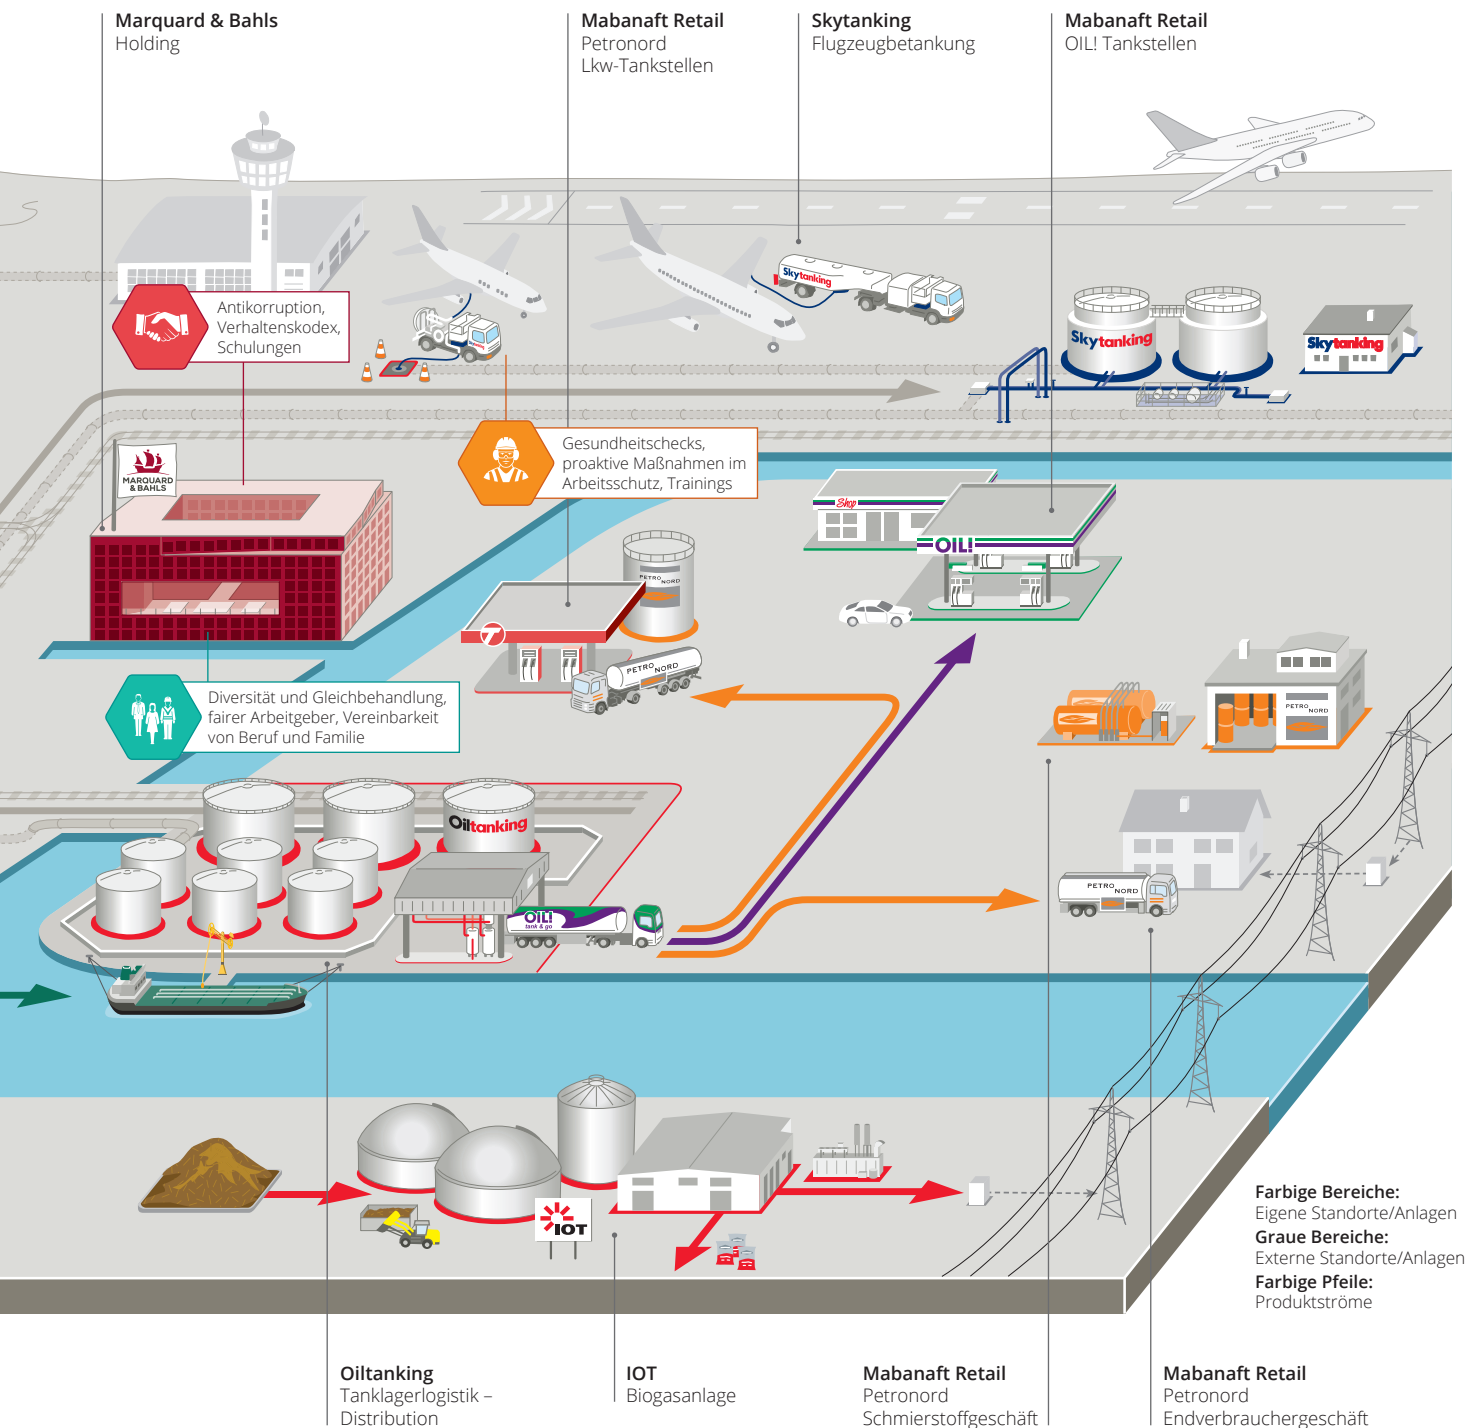 Marquard & Bahls
Holding
Mabanaft Retail
Petronord
Lkw-Tankstellen
Skytanking
Flugzeugbetankung
Mabanaft Retail
OIL! Tankstellen
Skytanking
Antikorruption,
Verhaltenskodex,
Schulungen
Skytanking
Skytanking
MARQUARD
& BAHLS
Gesundheitschecks,
proaktive Maßnahmen im
Arbeitsschutz, Trainings
Shop
OIL!
PETRO
NORD
T
PETRO
NORD
Diversität und Gleichbehandlung,
fairer Arbeitgeber, Vereinbarkeit
von Beruf und Familie
PETRO
NORD
Oiltanking
PETRO
NORD
OIL!
tank & go
IOT
Farbige Bereiche:
Eigene Standorte/Anlagen
Graue Bereiche:
Externe Standorte/Anlagen
Farbige Pfeile:
Produktströme
Oiltanking
Tanklagerlogistik –
Distribution
IOT
Biogasanlage
Mabanaft Retail
Petronord
Schmierstoffgeschäft
Mabanaft Retail
Petronord
Endverbrauchergeschäft